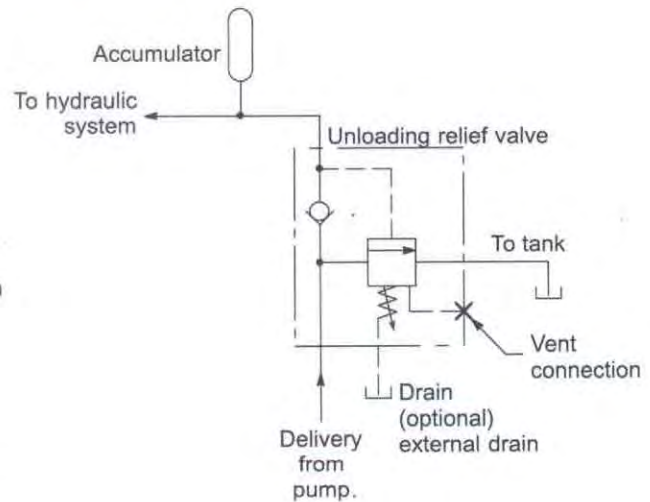 Accumulator
To hydraulic
system
Unloading relief valve
To tank
Vent
connection
Drain
(optional)
external drain
Delivery
from
pump.